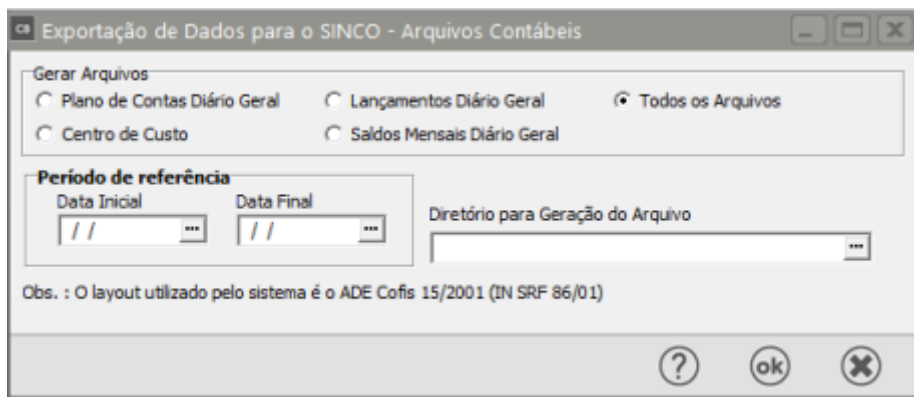 CB Exportação de Dados para o SINCO - Arquivos Contábeis
Gerar Arquivos
Plano de Contas Diário Geral Lançamentos Diário Geral Todos os Arquivos
Centro de Custo Saldos Mensais Diário Geral
Período de referência
Data Inicial Data Final
/ / ... / / ...
Diretório para Geração do Arquivo
...
Obs. : O layout utilizado pelo sistema é o ADE Cofis 15/2001 (IN SRF 86/01)
? ok